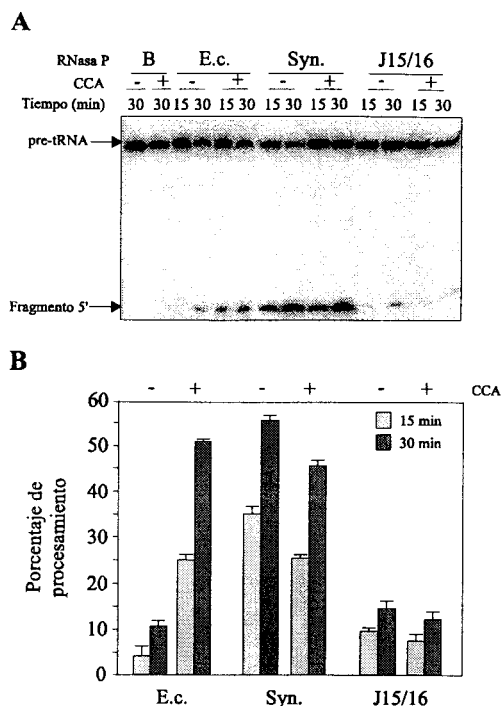 A
RNasa P B E.c. Syn. J15/16
CCA - + - + - + - +
Tiempo (min) 30 30 15 30 15 30 15 30 15 30 15 30 15 30
pre-tRNA
Fragmento 5'
B
- + - + - + CCA
60
50
40
30
20
10
0
Porcentaje de
procesamiento
15 min
30 min
E.c. Syn. J15/16